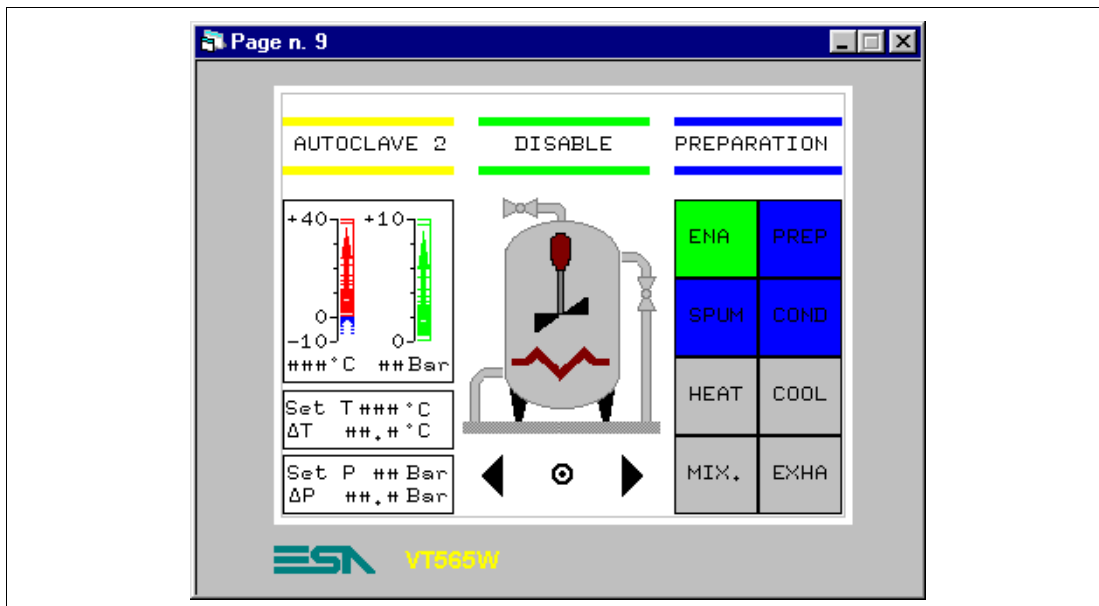 Page n. 9
AUTOCLAVE 2
DISABLE
PREPARATION
+40 +10
0
-10 0
###°C ##Bar
Set T###°C
ΔT ##.#°C
Set P ##Bar
ΔP ##.#Bar
ENA PREP
SPUM COND
HEAT COOL
MIX. EXHA
ESA VT565W